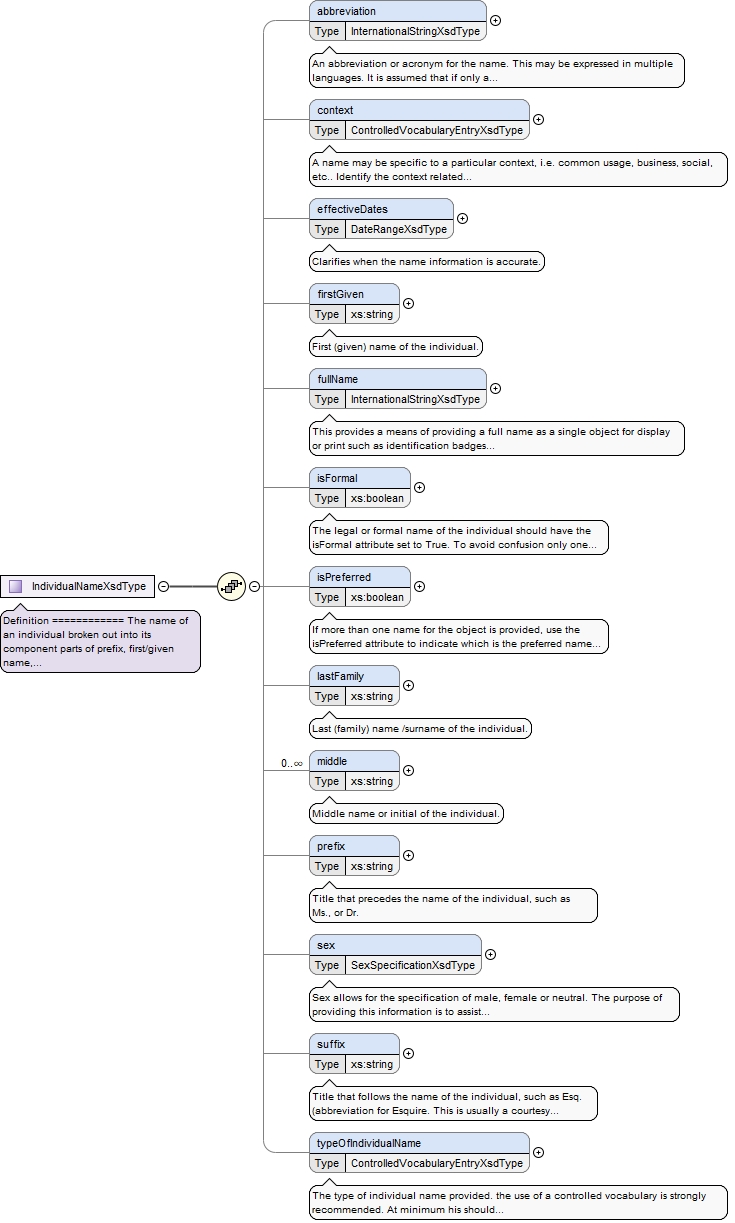 abbreviation
Type InternationalStringXsdType
An abbreviation or acronym for the name. This may be expressed in multiple
languages. It is assumed that if only a...
context
Type ControlledVocabularyEntryXsdType
A name may be specific to a particular context, i.e. common usage, business, social,
etc.. Identify the context related...
effectiveDates
Type DateRangeXsdType
Clarifies when the name information is accurate.
firstGiven
Type xs:string
First (given) name of the individual.
fullName
Type InternationalStringXsdType
This provides a means of providing a full name as a single object for display
or print such as identification badges...
isFormal
Type xs:boolean
The legal or formal name of the individual should have the
isFormal attribute set to True. To avoid confusion only one...
IndividualNameXsdType
Definition ============ The name of
an individual broken out into its
component parts of prefix, first/given
name,...
isPreferred
Type xs:boolean
If more than one name for the object is provided, use the
isPreferred attribute to indicate which is the preferred name...
lastFamily
Type xs:string
Last (family) name /surname of the individual.
0..∞
middle
Type xs:string
Middle name or initial of the individual.
prefix
Type xs:string
Title that precedes the name of the individual, such as
Ms., or Dr.
sex
Type SexSpecificationXsdType
Sex allows for the specification of male, female or neutral. The purpose of
providing this information is to assist...
suffix
Type xs:string
Title that follows the name of the individual, such as Esq.
(abbreviation for Esquire. This is usually a courtesy...
typeOfIndividualName
Type ControlledVocabularyEntryXsdType
The type of individual name provided. the use of a controlled vocabulary is strongly
recommended. At minimum his should...